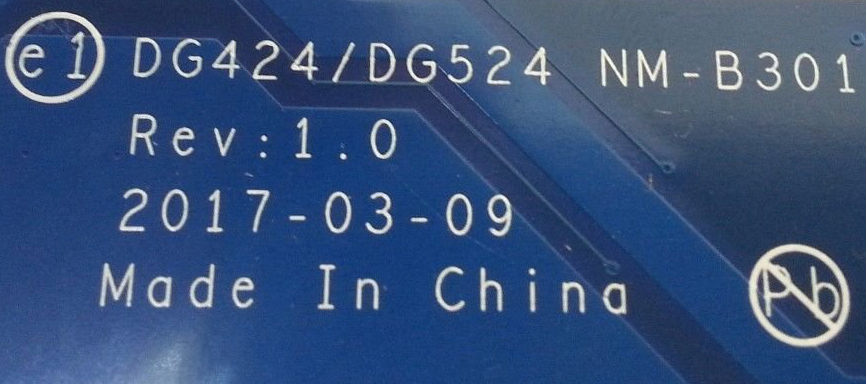 e1 DG424/DG524 NM-B301
Rev:1.0
2017-03-09
Made In China
Pb